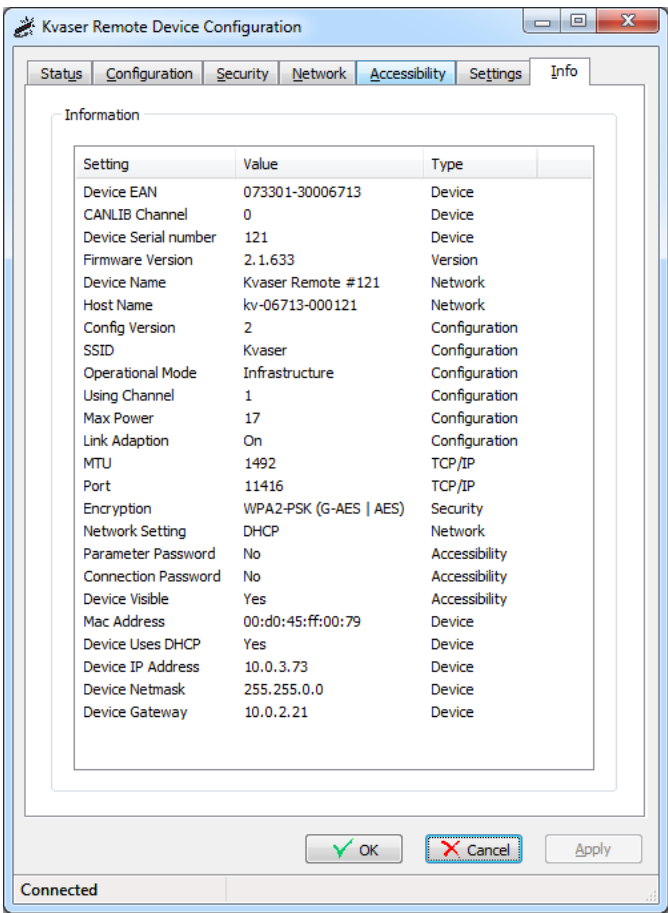 Kvaser Remote Device Configuration
Status Configuration Security Network Accessibility Settings Info
Information
Setting Value Type
Device EAN 073301-30006713 Device
CANLIB Channel 0 Device
Device Serial number 121 Device
Firmware Version 2.1.633 Version
Device Name Kvaser Remote #121 Network
Host Name kv-06713-000121 Network
Config Version 2 Configuration
SSID Kvaser Configuration
Operational Mode Infrastructure Configuration
Using Channel 1 Configuration
Max Power 17 Configuration
Link Adaption On Configuration
MTU 1492 TCP/IP
Port 11416 TCP/IP
Encryption WPA2-PSK (G-AES | AES) Security
Network Setting DHCP Network
Parameter Password No Accessibility
Connection Password No Accessibility
Device Visible Yes Accessibility
Mac Address 00:d0:45:ff:00:79 Device
Device Uses DHCP Yes Device
Device IP Address 10.0.3.73 Device
Device Netmask 255.255.0.0 Device
Device Gateway 10.0.2.21 Device
OK Cancel Apply
Connected